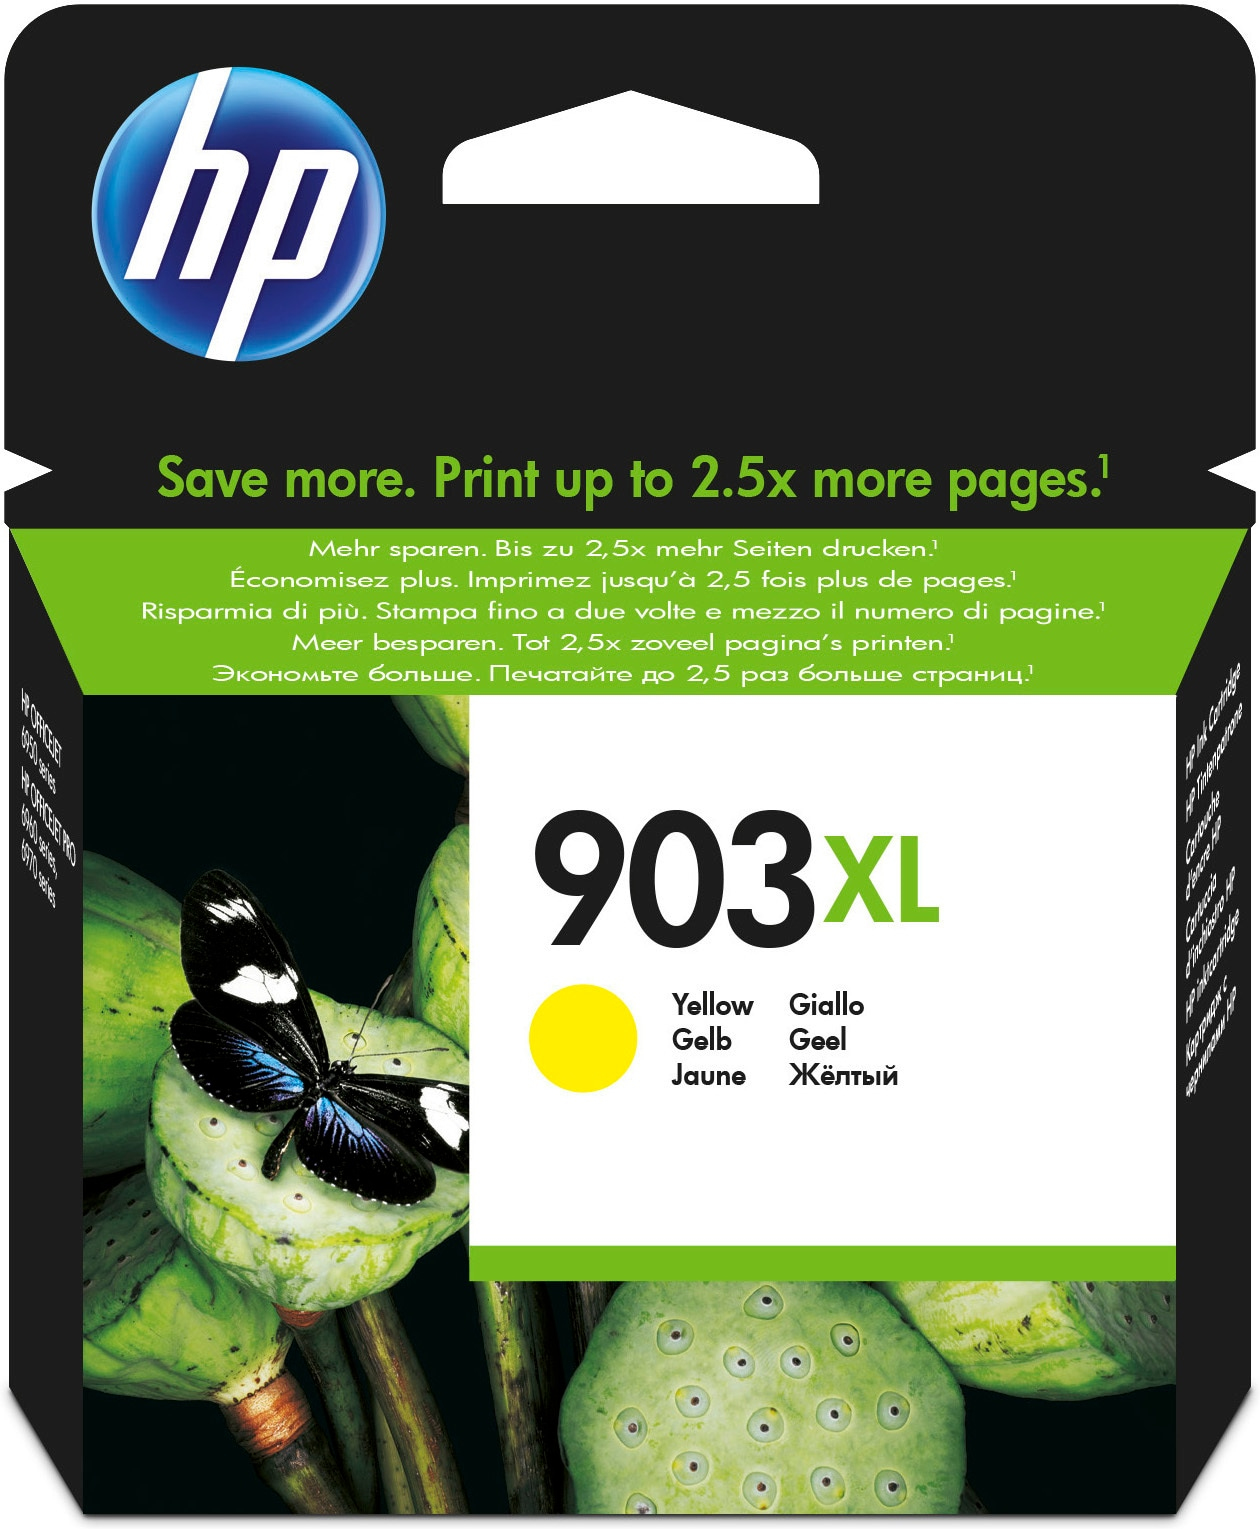 hp
Save more. Print up to 2.5x more pages.¹
Mehr sparen. Bis zu 2,5x mehr Seiten drucken.¹
Économisez plus. Imprimez jusqu'à 2,5 fois plus de pages.¹
Risparmia di più. Stampa fino a due volte e mezzo il numero di pagine.¹
Meer besparen. Tot 2,5x zoveel pagina's printen.¹
Экономьте больше. Печатайте до 2,5 раз больше страниц.¹
HP OFFICEJET
6950 series
HP OFFICEJET PRO
6960 series,
6970 series
903XL
Yellow Giallo
Gelb Geel
Jaune Жёлтый
HP Ink Cartridge
HP Tintenpatrone
Cartouche
d'encre HP
Cartuccia
d'inchiostro HP
HP inktcartridge
Картридж с
чернилами HP